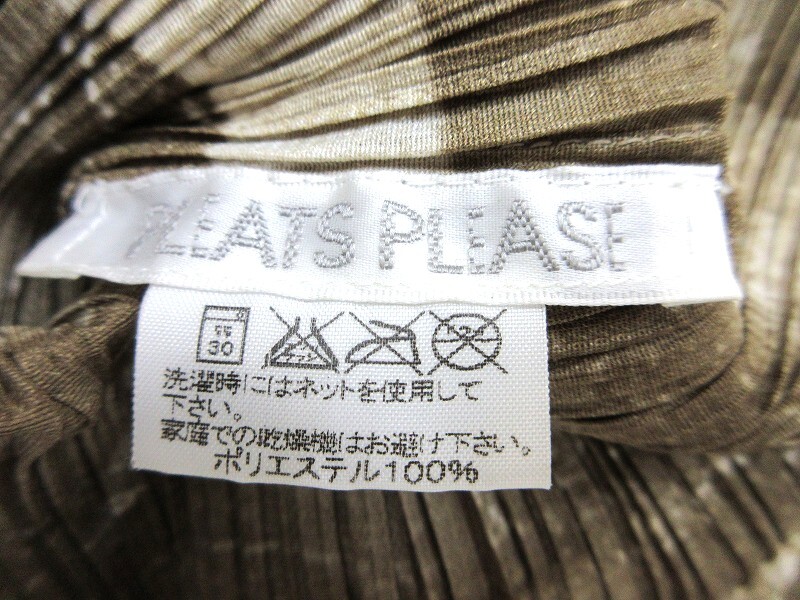 PLEATS PLEASE
弱
30
洗濯時にはネットを使用して
下さい。
家庭での乾燥機はお避け下さい。
ポリエステル100%